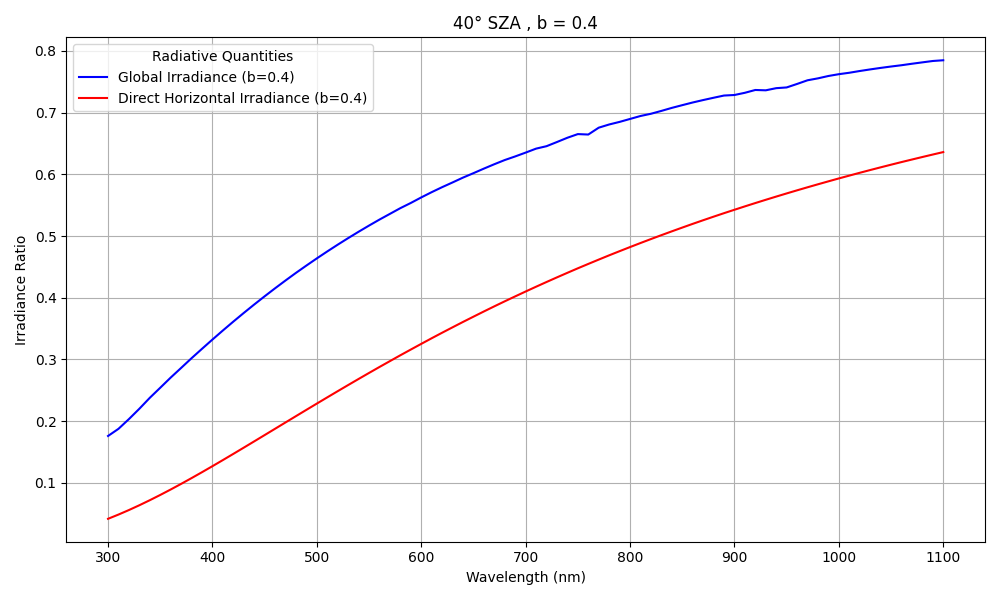 40° SZA , b = 0.4
Radiative Quantities
Global Irradiance (b=0.4)
Direct Horizontal Irradiance (b=0.4)
Irradiance Ratio
0.8
0.7
0.6
0.5
0.4
0.3
0.2
0.1
300 400 500 600 700 800 900 1000 1100
Wavelength (nm)